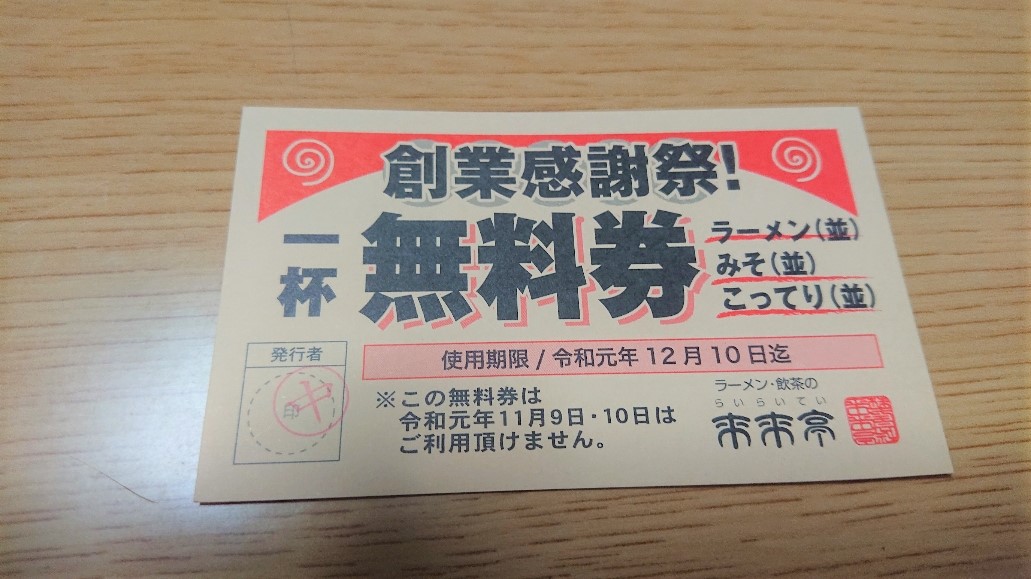 創業感謝祭!
一杯
無料券
ラーメン(並)
みそ(並)
こってり(並)
発行者
印
使用期限/令和元年12月10日迄
※この無料券は
令和元年11月9日・10日は
ご利用頂けません。
ラーメン・飲茶の
らいらいてい
来来亭